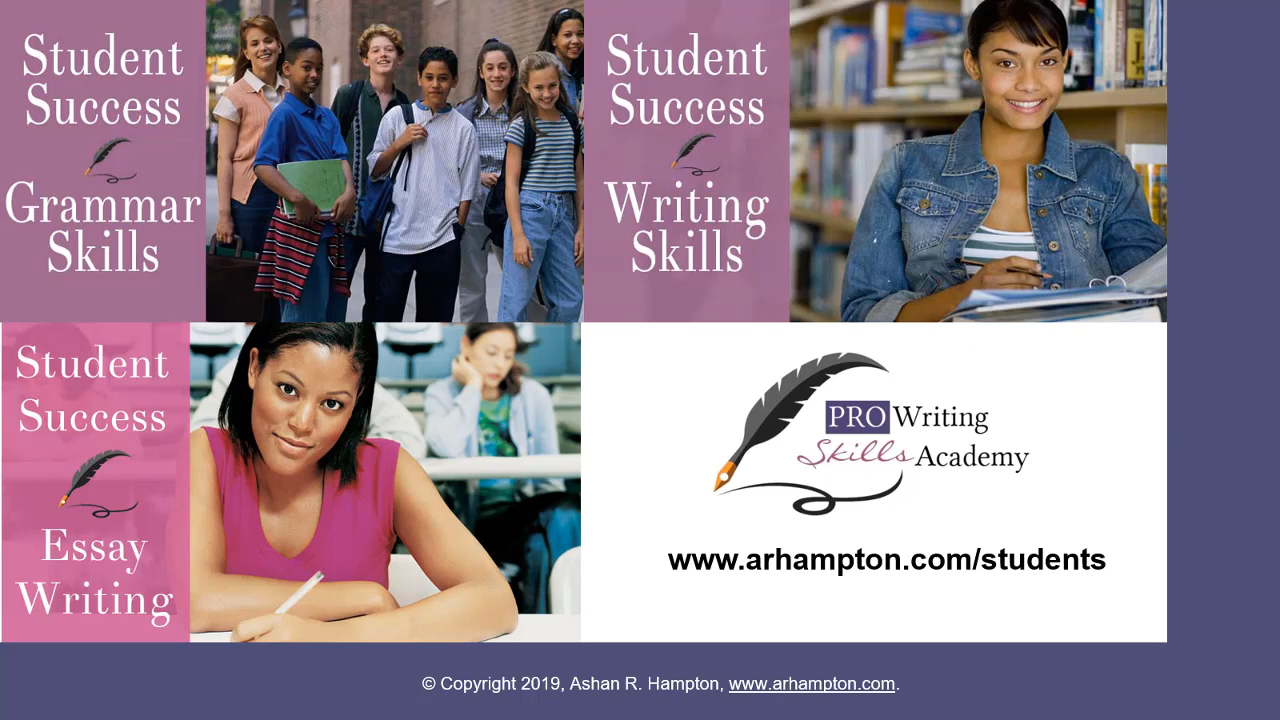 Student
Success
Grammar
Skills
Student
Success
Writing
Skills
Student
Success
Essay
Writing
PRO Writing
Skills Academy
www.arhampton.com/students
© Copyright 2019, Ashan R. Hampton, www.arhampton.com.